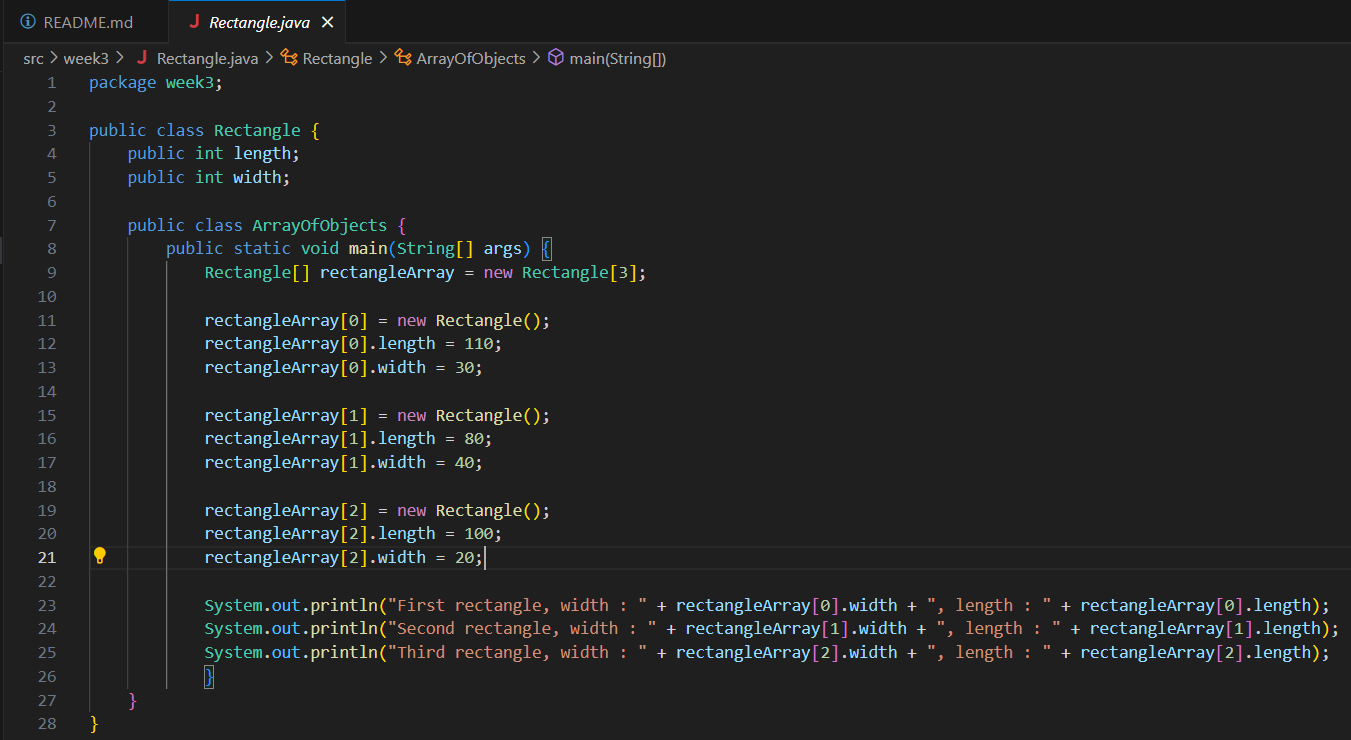 README.md
J Rectangle.java
src > week3 > J Rectangle.java > Rectangle > ArrayOfObjects > main(String[])
1 package week3;
2
3 public class Rectangle {
4 public int length;
5 public int width;
6
7 public class ArrayOfObjects {
8 public static void main(String[] args) {
9 Rectangle[] rectangleArray = new Rectangle[3];
10
11 rectangleArray[0] = new Rectangle();
12 rectangleArray[0].length = 110;
13 rectangleArray[0].width = 30;
14
15 rectangleArray[1] = new Rectangle();
16 rectangleArray[1].length = 80;
17 rectangleArray[1].width = 40;
18
19 rectangleArray[2] = new Rectangle();
20 rectangleArray[2].length = 100;
21 rectangleArray[2].width = 20;
22
23 System.out.println("First rectangle, width : " + rectangleArray[0].width + ", length : " + rectangleArray[0].length);
24 System.out.println("Second rectangle, width : " + rectangleArray[1].width + ", length : " + rectangleArray[1].length);
25 System.out.println("Third rectangle, width : " + rectangleArray[2].width + ", length : " + rectangleArray[2].length);
26 }
27 }
28 }